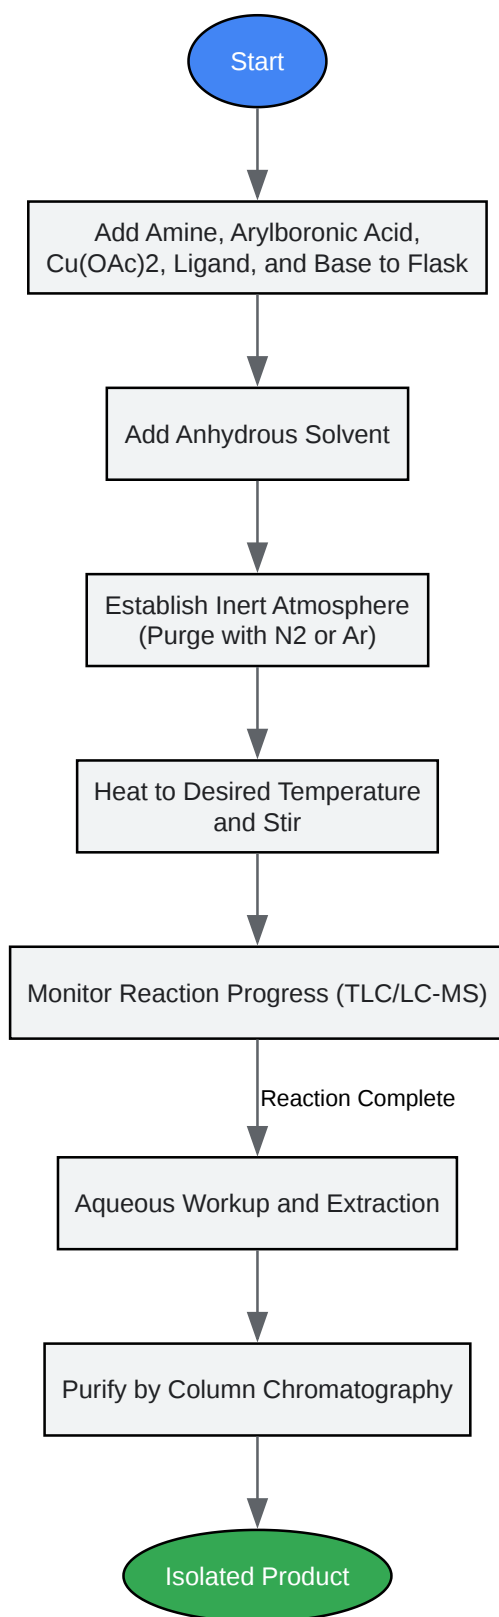 Start
Add Amine, Arylboronic Acid,
Cu(OAc)2, Ligand, and Base to Flask
Add Anhydrous Solvent
Establish Inert Atmosphere
(Purge with N2 or Ar)
Heat to Desired Temperature
and Stir
Monitor Reaction Progress (TLC/LC-MS)
Reaction Complete
Aqueous Workup and Extraction
Purify by Column Chromatography
Isolated Product